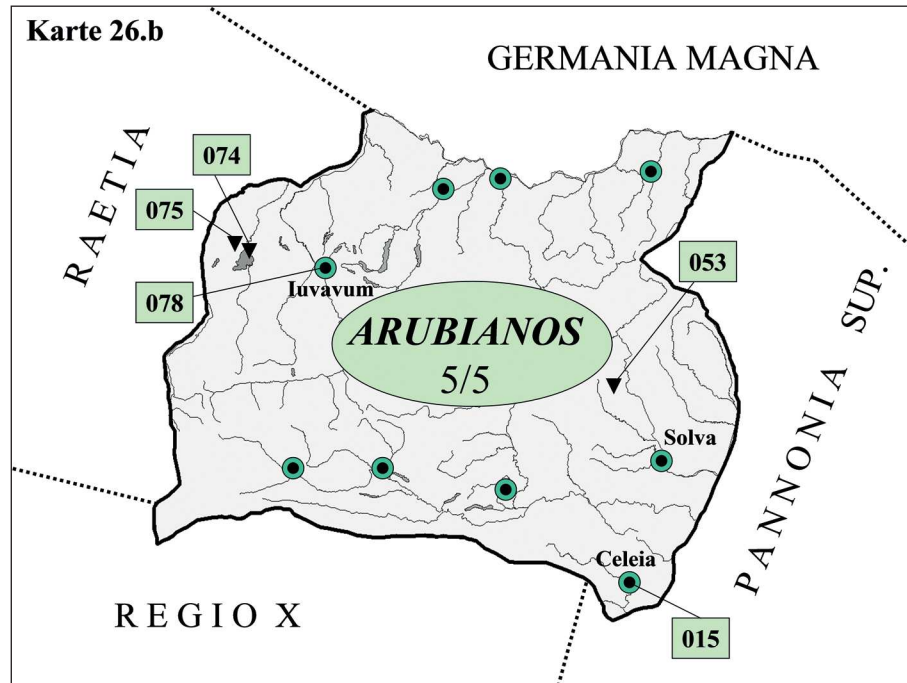 Karte 26.b
GERMANIA MAGNA
RAETIA
074
075
053
078
Iuvavum
ARUBIANOS
5/5
PANNONIA SUP.
Solva
Celeia
REGIO X
015